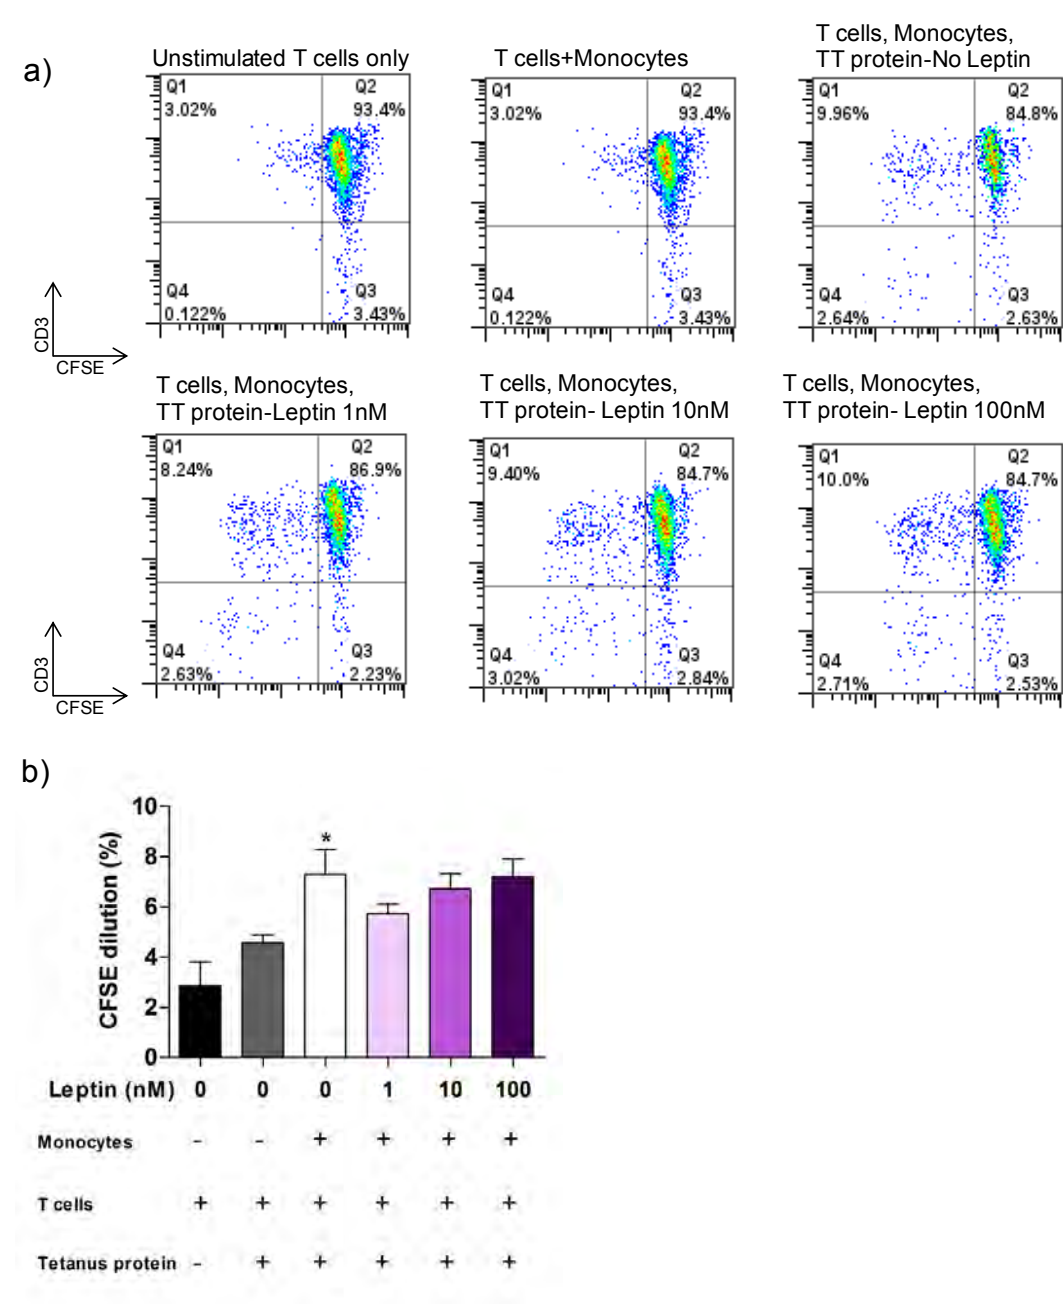 a)
Unstimulated T cells only
Q1
3.02%
Q2
93.4%
Q4
0.122%
Q3
3.43%
T cells+Monocytes
Q1
3.02%
Q2
93.4%
Q4
0.122%
Q3
3.43%
T cells, Monocytes,
TT protein-No Leptin
Q1
9.96%
Q2
84.8%
Q4
2.64%
Q3
2.63%
CD3
CFSE
T cells, Monocytes,
TT protein-Leptin 1nM
Q1
8.24%
Q2
86.9%
Q4
2.63%
Q3
2.23%
T cells, Monocytes,
TT protein- Leptin 10nM
Q1
9.40%
Q2
84.7%
Q4
3.02%
Q3
2.84%
T cells, Monocytes,
TT protein- Leptin 100nM
Q1
10.0%
Q2
84.7%
Q4
2.71%
Q3
2.53%
CD3
CFSE
b)
CFSE dilution (%)
10
8
6
4
2
0
*
Leptin (nM) 0 0 0 1 10 100
Monocytes - - + + + +
T cells + + + + + +
Tetanus protein - + + + + +